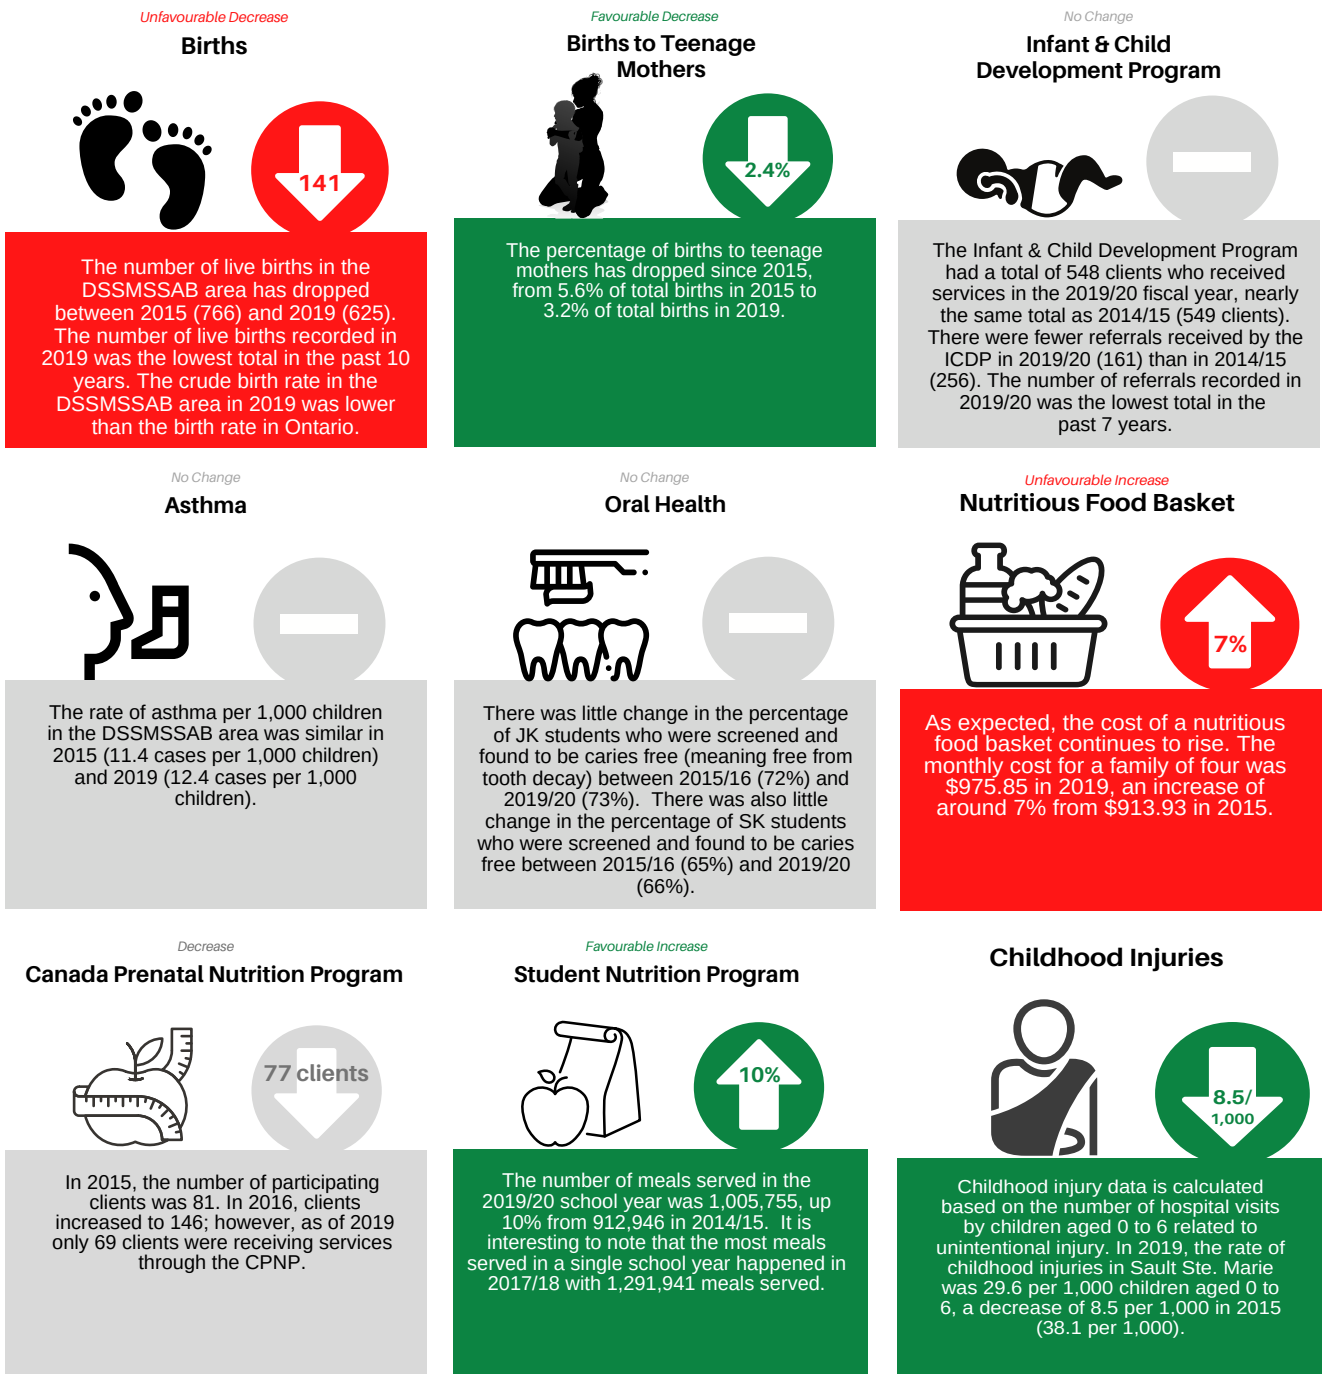 Unfavourable Decrease
Births
141
The number of live births in the
DSSMSSAB area has dropped
between 2015 (766) and 2019 (625).
The number of live births recorded in
2019 was the lowest total in the past 10
years. The crude birth rate in the
DSSMSSAB area in 2019 was lower
than the birth rate in Ontario.
Favourable Decrease
Births to Teenage
Mothers
2.4%
The percentage of births to teenage
mothers has dropped since 2015,
from 5.6% of total births in 2015 to
3.2% of total births in 2019.
No Change
Infant & Child
Development Program
The Infant & Child Development Program
had a total of 548 clients who received
services in the 2019/20 fiscal year, nearly
the same total as 2014/15 (549 clients).
There were fewer referrals received by the
ICDP in 2019/20 (161) than in 2014/15
(256). The number of referrals recorded in
2019/20 was the lowest total in the
past 7 years.
No Change
Asthma
The rate of asthma per 1,000 children
in the DSSMSSAB area was similar in
2015 (11.4 cases per 1,000 children)
and 2019 (12.4 cases per 1,000
children).
No Change
Oral Health
There was little change in the percentage
of JK students who were screened and
found to be caries free (meaning free from
tooth decay) between 2015/16 (72%) and
2019/20 (73%).  There was also little
change in the percentage of SK students
who were screened and found to be caries
free between 2015/16 (65%) and 2019/20
(66%).
Unfavourable Increase
Nutritious Food Basket
7%
As expected, the cost of a nutritious
food basket continues to rise. The
monthly cost for a family of four was
$975.85 in 2019, an increase of
around 7% from $913.93 in 2015.
Decrease
Canada Prenatal Nutrition Program
77 clients
In 2015, the number of participating
clients was 81. In 2016, clients
increased to 146; however, as of 2019
only 69 clients were receiving services
through the CPNP.
Favourable Increase
Student Nutrition Program
10%
The number of meals served in the
2019/20 school year was 1,005,755, up
10% from 912,946 in 2014/15.  It is
interesting to note that the most meals
served in a single school year happened in
2017/18 with 1,291,941 meals served.
Childhood Injuries
8.5/
1,000
Childhood injury data is calculated
based on the number of hospital visits
by children aged 0 to 6 related to
unintentional injury. In 2019, the rate of
childhood injuries in Sault Ste. Marie
was 29.6 per 1,000 children aged 0 to
6, a decrease of 8.5 per 1,000 in 2015
(38.1 per 1,000).